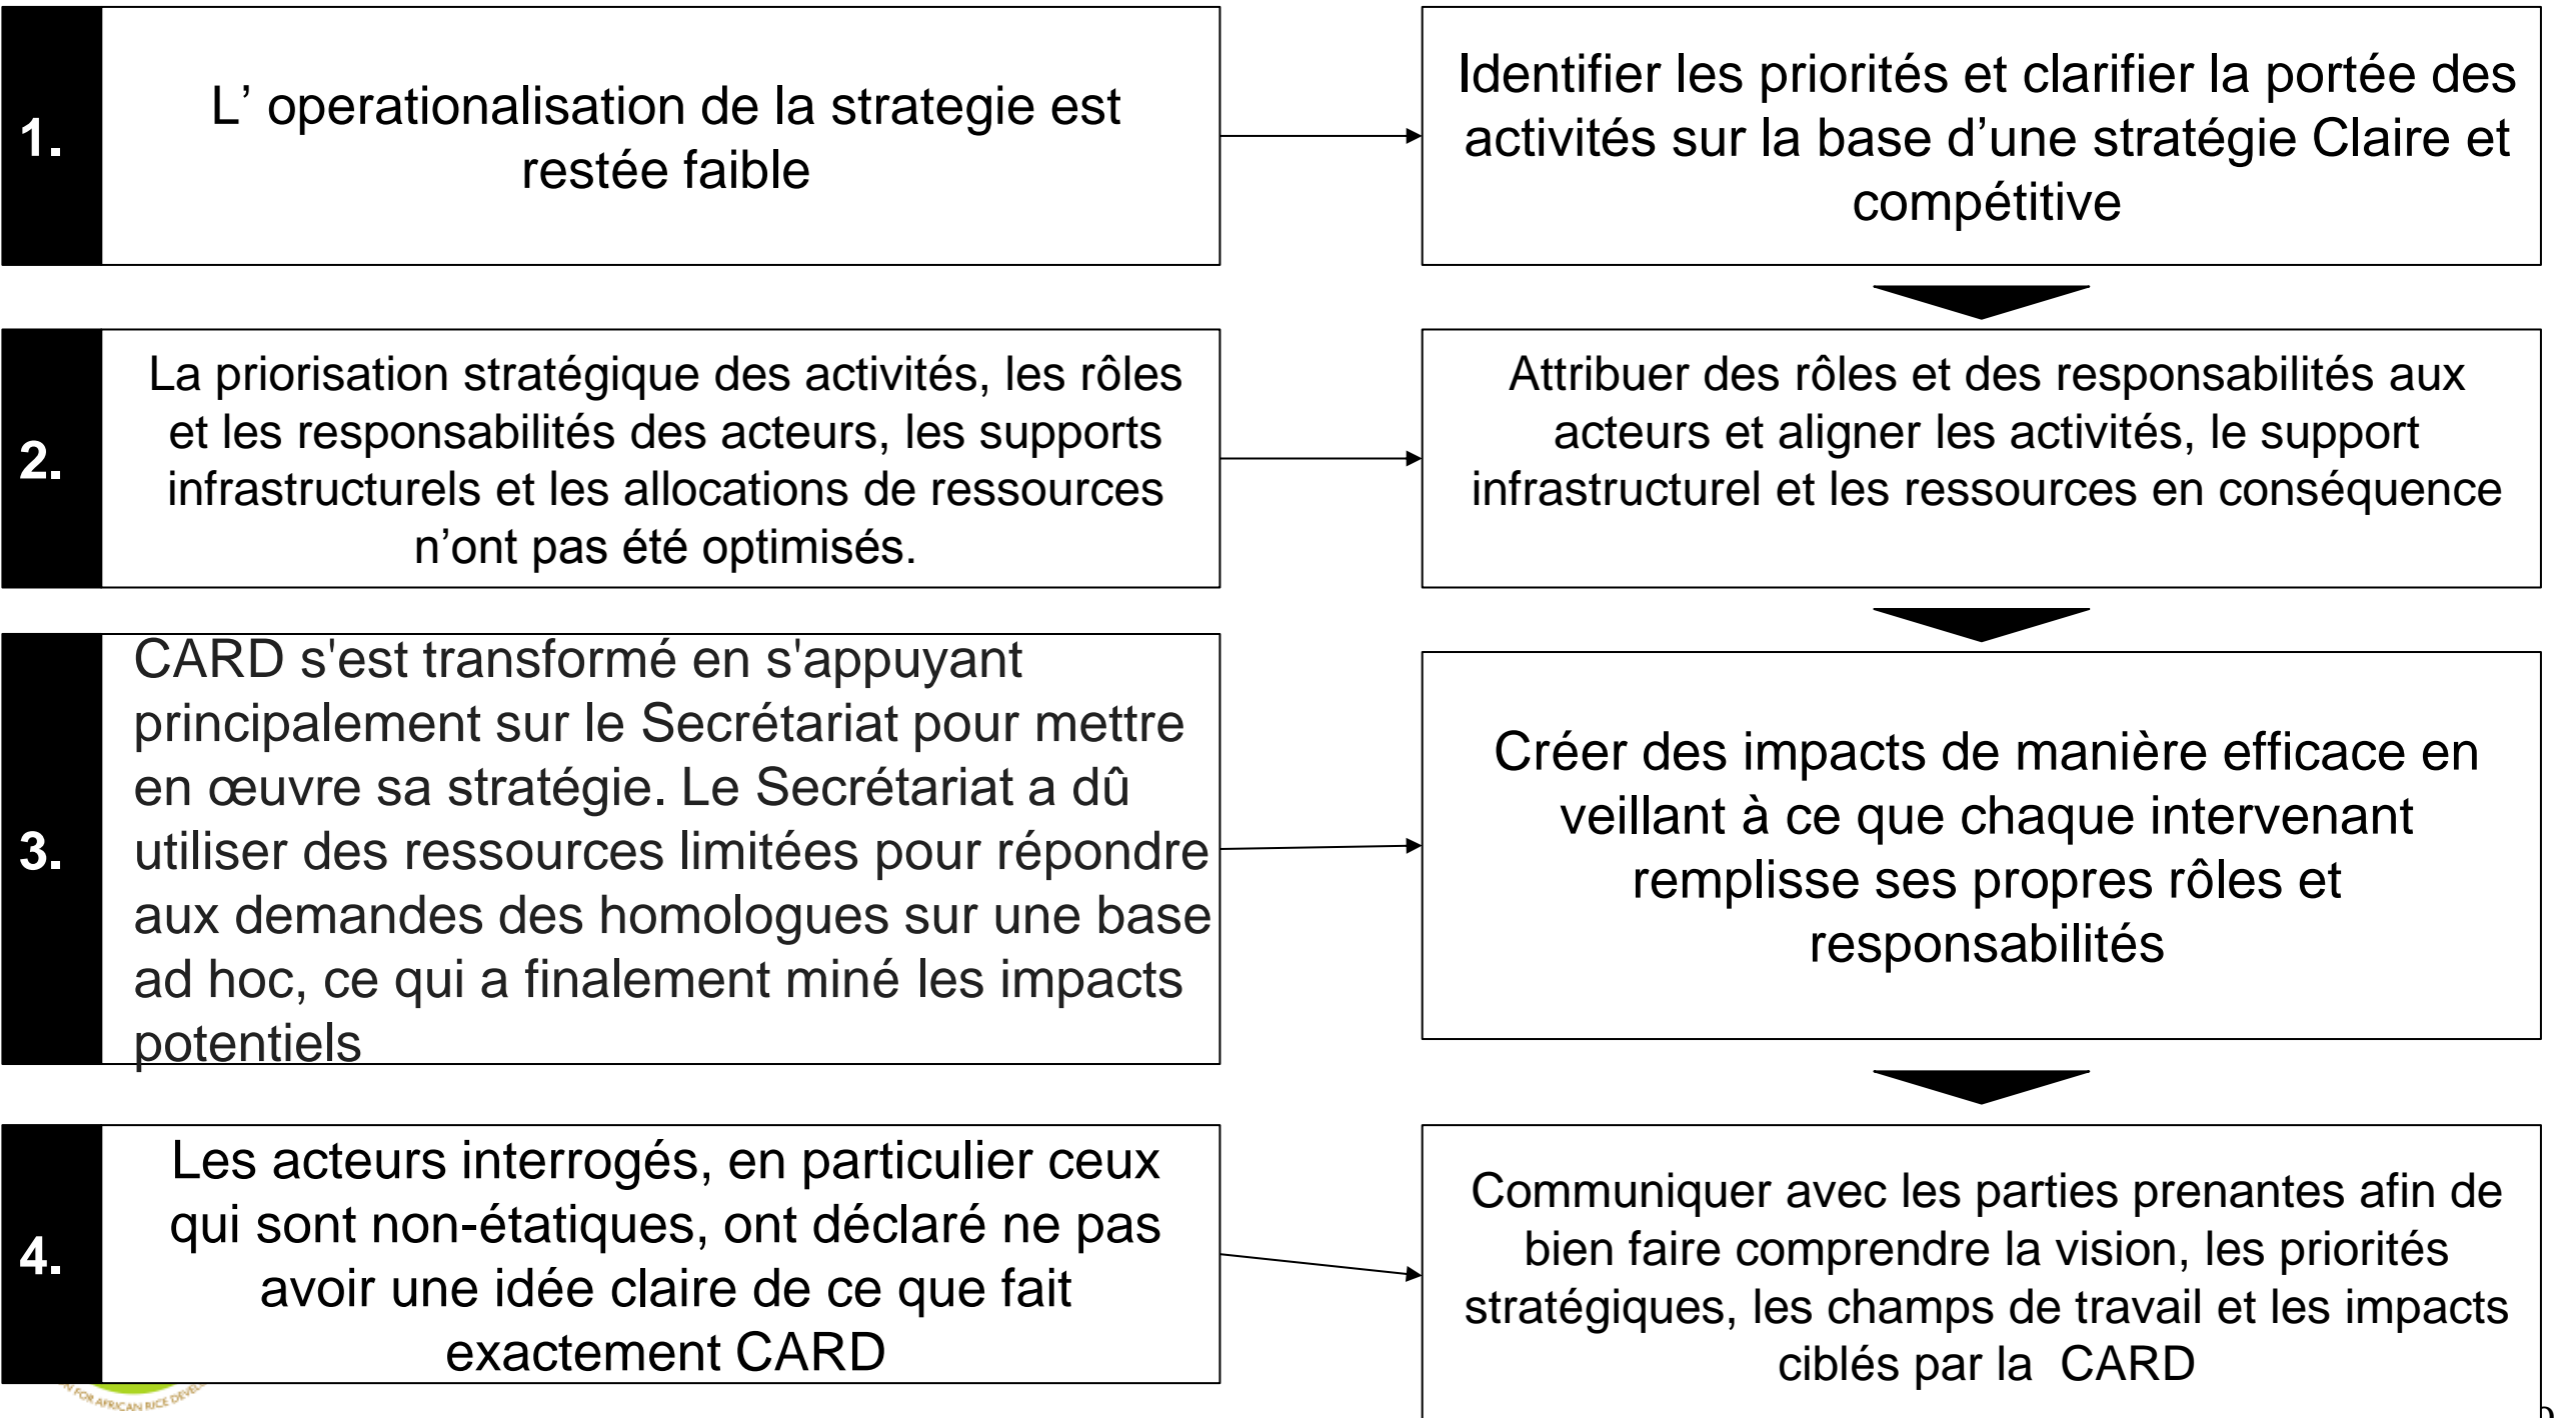 1.
L’ operationalisation de la strategie est
restée faible
Identifier les priorités et clarifier la portée des
activités sur la base d’une stratégie Claire et
compétitive
2.
La priorisation stratégique des activités, les rôles
et les responsabilités des acteurs, les supports
infrastructurels et les allocations de ressources
n’ont pas été optimisés.
Attribuer des rôles et des responsabilités aux
acteurs et aligner les activités, le support
infrastructurel et les ressources en conséquence
3.
CARD s'est transformé en s'appuyant
principalement sur le Secrétariat pour mettre
en œuvre sa stratégie. Le Secrétariat a dû
utiliser des ressources limitées pour répondre
aux demandes des homologues sur une base
ad hoc, ce qui a finalement miné les impacts
potentiels
Créer des impacts de manière efficace en
veillant à ce que chaque intervenant
remplisse ses propres rôles et
responsabilités
4.
Les acteurs interrogés, en particulier ceux
qui sont non-étatiques, ont déclaré ne pas
avoir une idée claire de ce que fait
exactement CARD
Communiquer avec les parties prenantes afin de
bien faire comprendre la vision, les priorités
stratégiques, les champs de travail et les impacts
ciblés par la CARD
FOR AFRICAN RICE